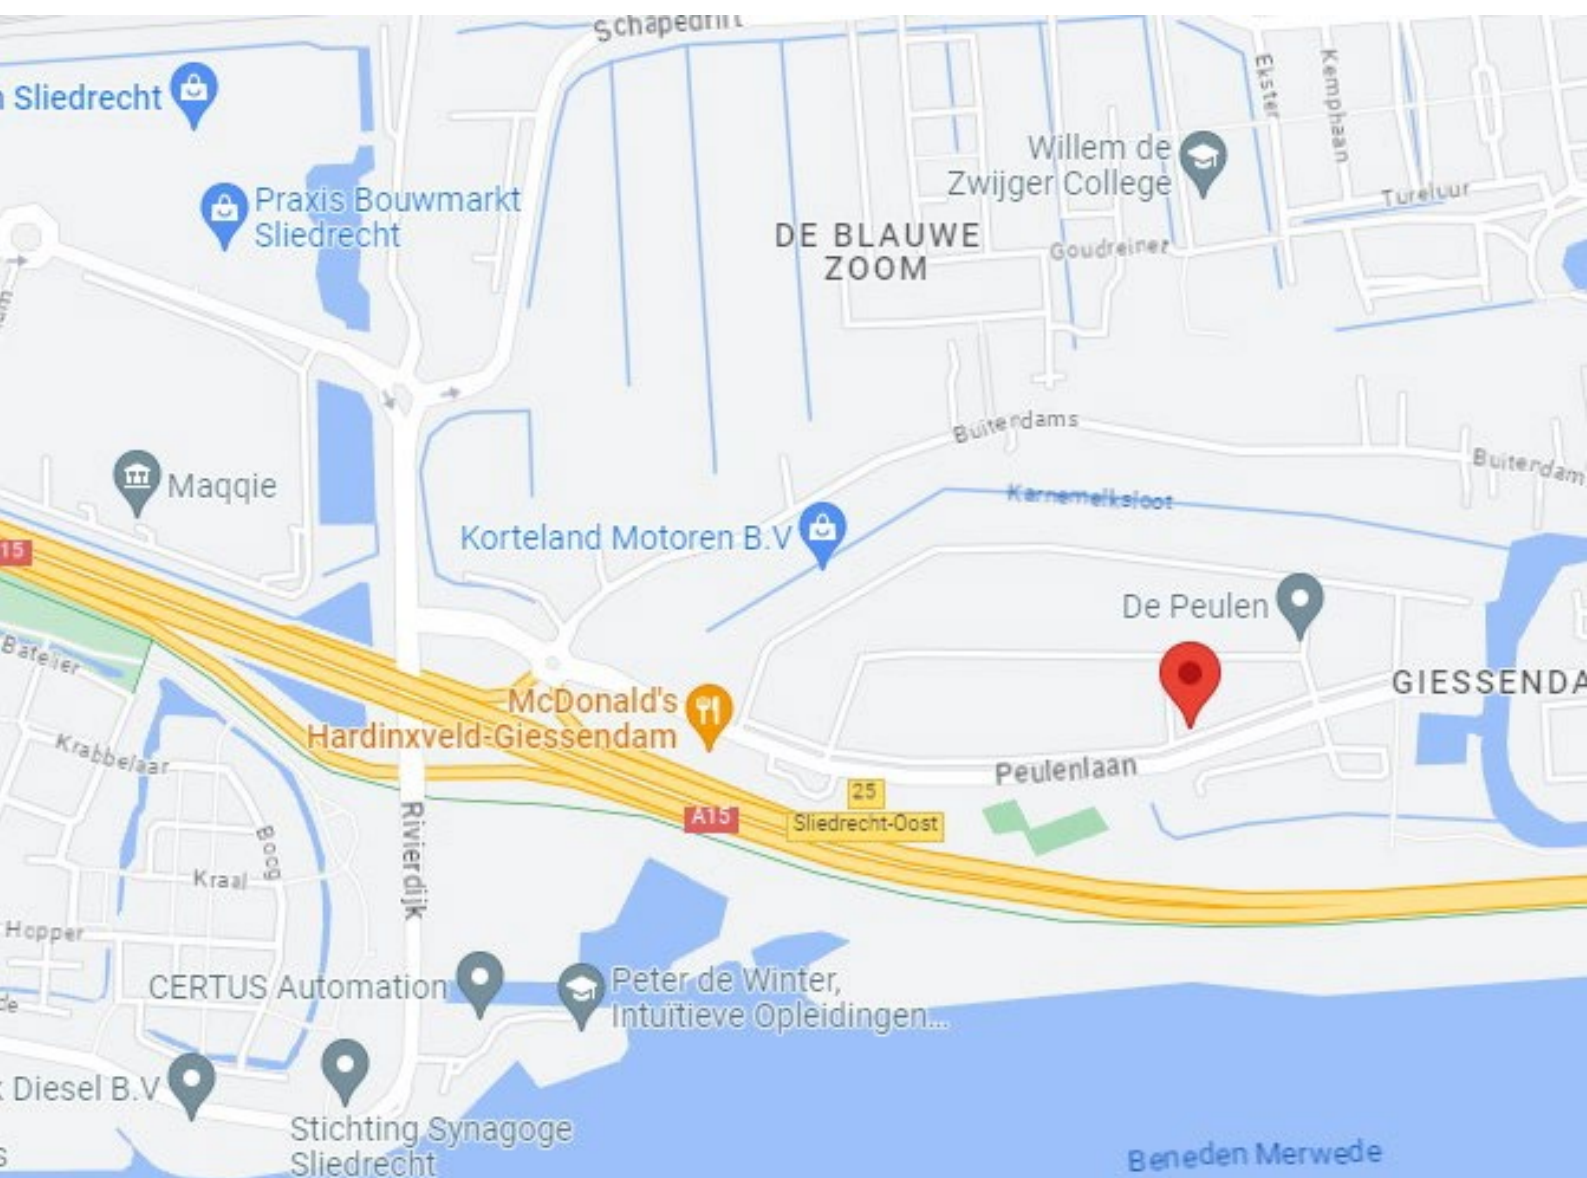 Schapedrift
Ekster
Kemphaan
Sliedrecht
Willem de
Zwijger College
Praxis Bouwmarkt
Sliedrecht
Tureluur
DE BLAUWE
ZOOM
Goudreinet
Buitendams
Buitendam
Maqqie
Karnemelksloot
Korteland Motoren B.V
15
De Peulen
Batelier
GIESSENDA
McDonald's
Hardinxveld-Giessendam
Krabbelaar
Peulenlaan
25
A15
Sliedrecht-Oost
Rivierdijk
Boog
Kraal
Hopper
CERTUS Automation
Peter de Winter,
Intuïtieve Opleidingen...
de
Diesel B.V
Stichting Synagoge
Sliedrecht
Beneden Merwede